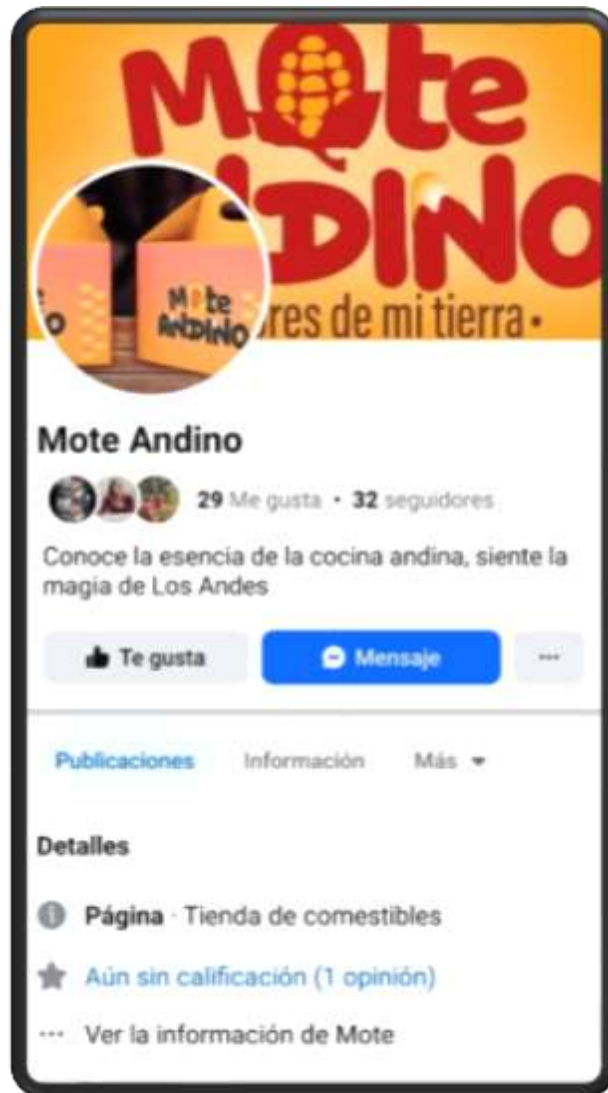 Mote
ANDINO
res de mi tierra •
Mote
ANDINO
Mote Andino
29 Me gusta • 32 seguidores
Conoce la esencia de la cocina andina, siente la
magia de Los Andes
Te gusta
Mensaje
Publicaciones Información Más
Detalles
Página · Tienda de comestibles
Aún sin calificación (1 opinión)
Ver la información de Mote